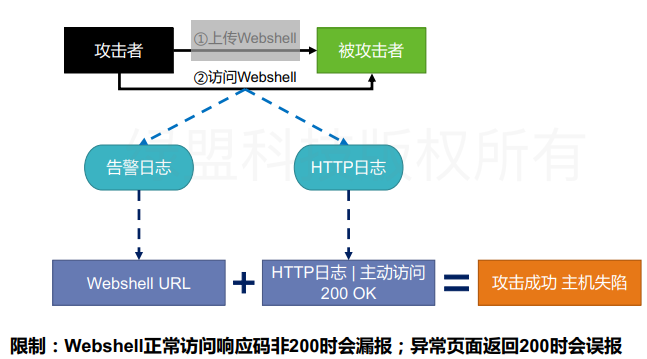 攻击者
①上传Webshell
被攻击者
②访问Webshell
盟科技版权所有
告警日志
HTTP日志
Webshell URL
+
HTTP日志 | 主动访问
200 OK
=
攻击成功 主机失陷
限制：Webshell正常访问响应码非200时会漏报；异常页面返回200时会误报